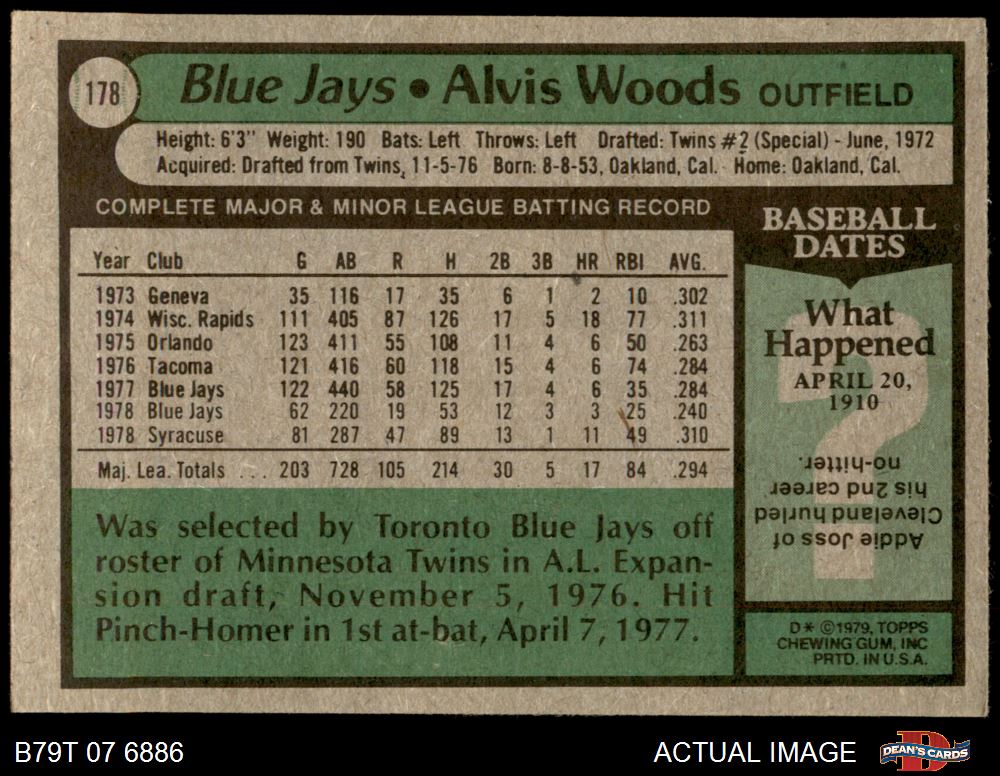 178
Blue Jays • Alvis Woods OUTFIELD
Height: 6'3" Weight: 190 Bats: Left Throws: Left Drafted: Twins #2 (Special) - June, 1972
Acquired: Drafted from Twins, 11-5-76 Born: 8-8-53, Oakland, Cal. Home: Oakland, Cal.
COMPLETE MAJOR & MINOR LEAGUE BATTING RECORD
Year Club G AB R H 2B 3B HR RBI AVG.
1973 Geneva 35 116 17 35 6 1 2 10 .302
1974 Wisc. Rapids 111 405 87 126 17 5 18 77 .311
1975 Orlando 123 411 55 108 11 4 6 50 .263
1976 Tacoma 121 416 60 118 15 4 6 74 .284
1977 Blue Jays 122 440 58 125 17 4 6 35 .284
1978 Blue Jays 62 220 19 53 12 3 3 25 .240
1978 Syracuse 81 287 47 89 13 1 11 49 .310
Maj. Lea. Totals . . . 203 728 105 214 30 5 17 84 .294
Was selected by Toronto Blue Jays off
roster of Minnesota Twins in A.L. Expan-
sion draft, November 5, 1976. Hit
Pinch-Homer in 1st at-bat, April 7, 1977.
BASEBALL
DATES
What
Happened
APRIL 20,
1910
?
Addie Joss of
Cleveland hurled
his 2nd career
no-hitter.
D* ©1979, TOPPS
CHEWING GUM, INC
PRTD. IN U.S.A.
B79T 07 6886
ACTUAL IMAGE
D
DEAN'S CARDS